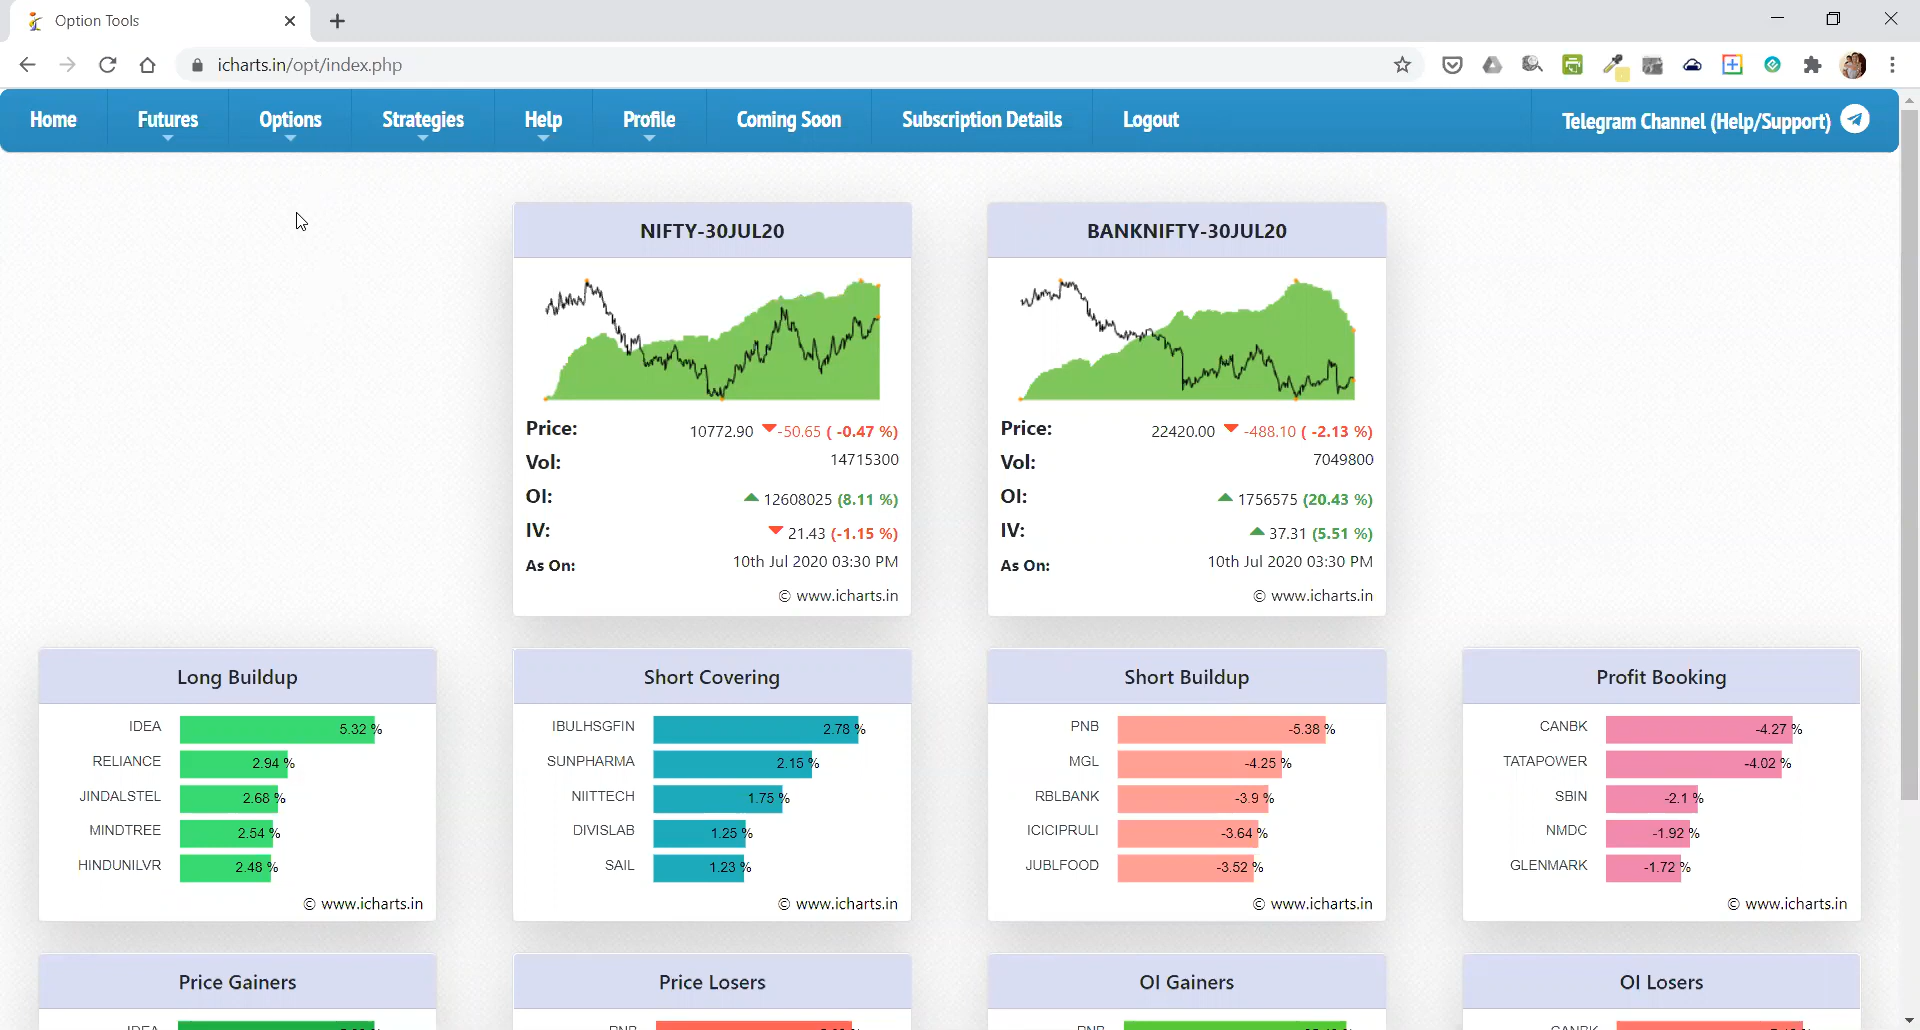 Option Tools
icharts.in/opt/index.php
Home Futures Options Strategies Help Profile Coming Soon Subscription Details Logout Telegram Channel (Help/Support)
NIFTY-30JUL20
Price: 10772.90 -50.65 ( -0.47 %)
Vol: 14715300
OI: 12608025 (8.11 %)
IV: 21.43 (-1.15 %)
As On: 10th Jul 2020 03:30 PM
© www.icharts.in
BANKNIFTY-30JUL20
Price: 22420.00 -488.10 ( -2.13 %)
Vol: 7049800
OI: 1756575 (20.43 %)
IV: 37.31 (5.51 %)
As On: 10th Jul 2020 03:30 PM
© www.icharts.in
Long Buildup
IDEA 5.32 %
RELIANCE 2.94 %
JINDALSTEL 2.68 %
MINDTREE 2.54 %
HINDUNILVR 2.48 %
© www.icharts.in
Short Covering
IBULHSGFIN 2.78 %
SUNPHARMA 2.15 %
NIITTECH 1.75 %
DIVISLAB 1.25 %
SAIL 1.23 %
© www.icharts.in
Short Buildup
PNB -5.38 %
MGL -4.25 %
RBLBANK -3.9 %
ICICIPRULI -3.64 %
JUBLFOOD -3.52 %
© www.icharts.in
Profit Booking
CANBK -4.27 %
TATAPOWER -4.02 %
SBIN -2.1 %
NMDC -1.92 %
GLENMARK -1.72 %
© www.icharts.in
Price Gainers
IDEA
Price Losers
PNB
OI Gainers
PNB
OI Losers
CANBK